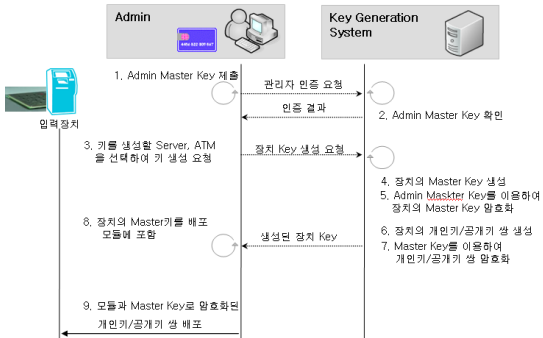 Admin
Key Generation
System
입력장치
1. Admin Master Key 제출
관리자 인증 요청
인증 결과
2. Admin Master Key 확인
3. 키를 생성할 Server, ATM
을 선택하여 키 생성 요청
장치 Key 생성 요청
4. 장치의 Master Key 생성
5. Admin Maskter Key를 이용하여
장치의 Master Key 암호화
6. 장치의 개인키/공개키 쌍 생성
7. Master Key를 이용하여
개인키/공개키 쌍 암호화
8. 장치의 Master키를 배포
모듈에 포함
생성된 장치 Key
9. 모듈과 Master Key로 암호화된
개인키/공개키 쌍 배포